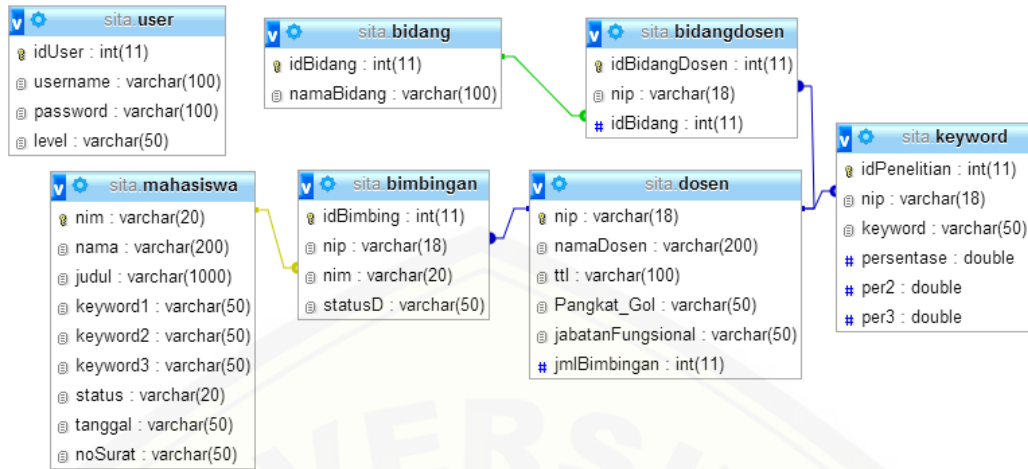 sita.user
idUser : int(11)
username : varchar(100)
password : varchar(100)
level : varchar(50)
sita.bidang
idBidang : int(11)
namaBidang : varchar(100)
sita.bidangdosen
idBidangDosen : int(11)
nip : varchar(18)
# idBidang : int(11)
sita.keyword
idPenelitian : int(11)
nip : varchar(18)
keyword : varchar(50)
# persentase : double
# per2 : double
# per3 : double
sita.mahasiswa
nim : varchar(20)
nama : varchar(200)
judul : varchar(1000)
keyword1 : varchar(50)
keyword2 : varchar(50)
keyword3 : varchar(50)
status : varchar(20)
tanggal : varchar(50)
noSurat : varchar(50)
sita.bimbingan
idBimbing : int(11)
nip : varchar(18)
nim : varchar(20)
statusD : varchar(50)
sita.dosen
nip : varchar(18)
namaDosen : varchar(200)
ttl : varchar(100)
Pangkat_Gol : varchar(50)
jabatanFungsional : varchar(50)
# jmlBimbingan : int(11)